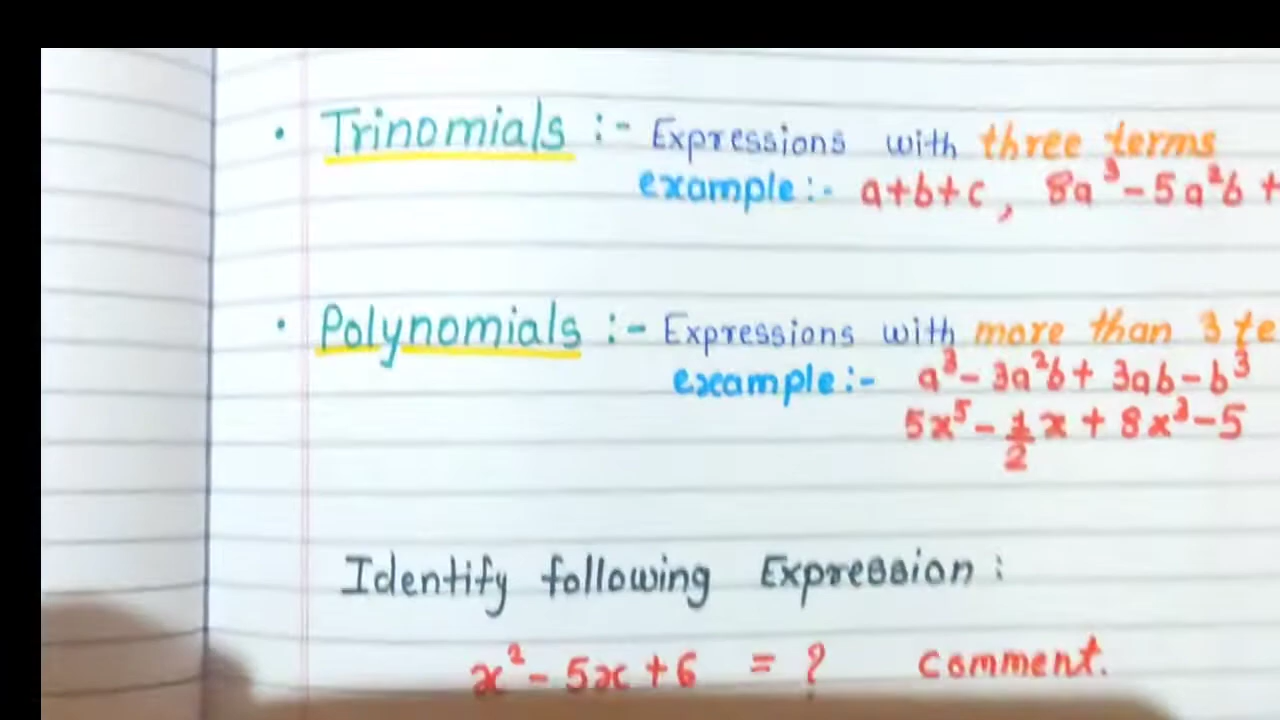 • Trinomials :- Expressions with three terms
example:- a+b+c, 8a³-5a²b +
• Polynomials :- Expressions with more than 3 te
example:- a³- 3a²b+ 3ab-b³
5x⁵- 1/2 x + 8x³-5
Identify following Expression:
x²- 5x+6 = ? comment.